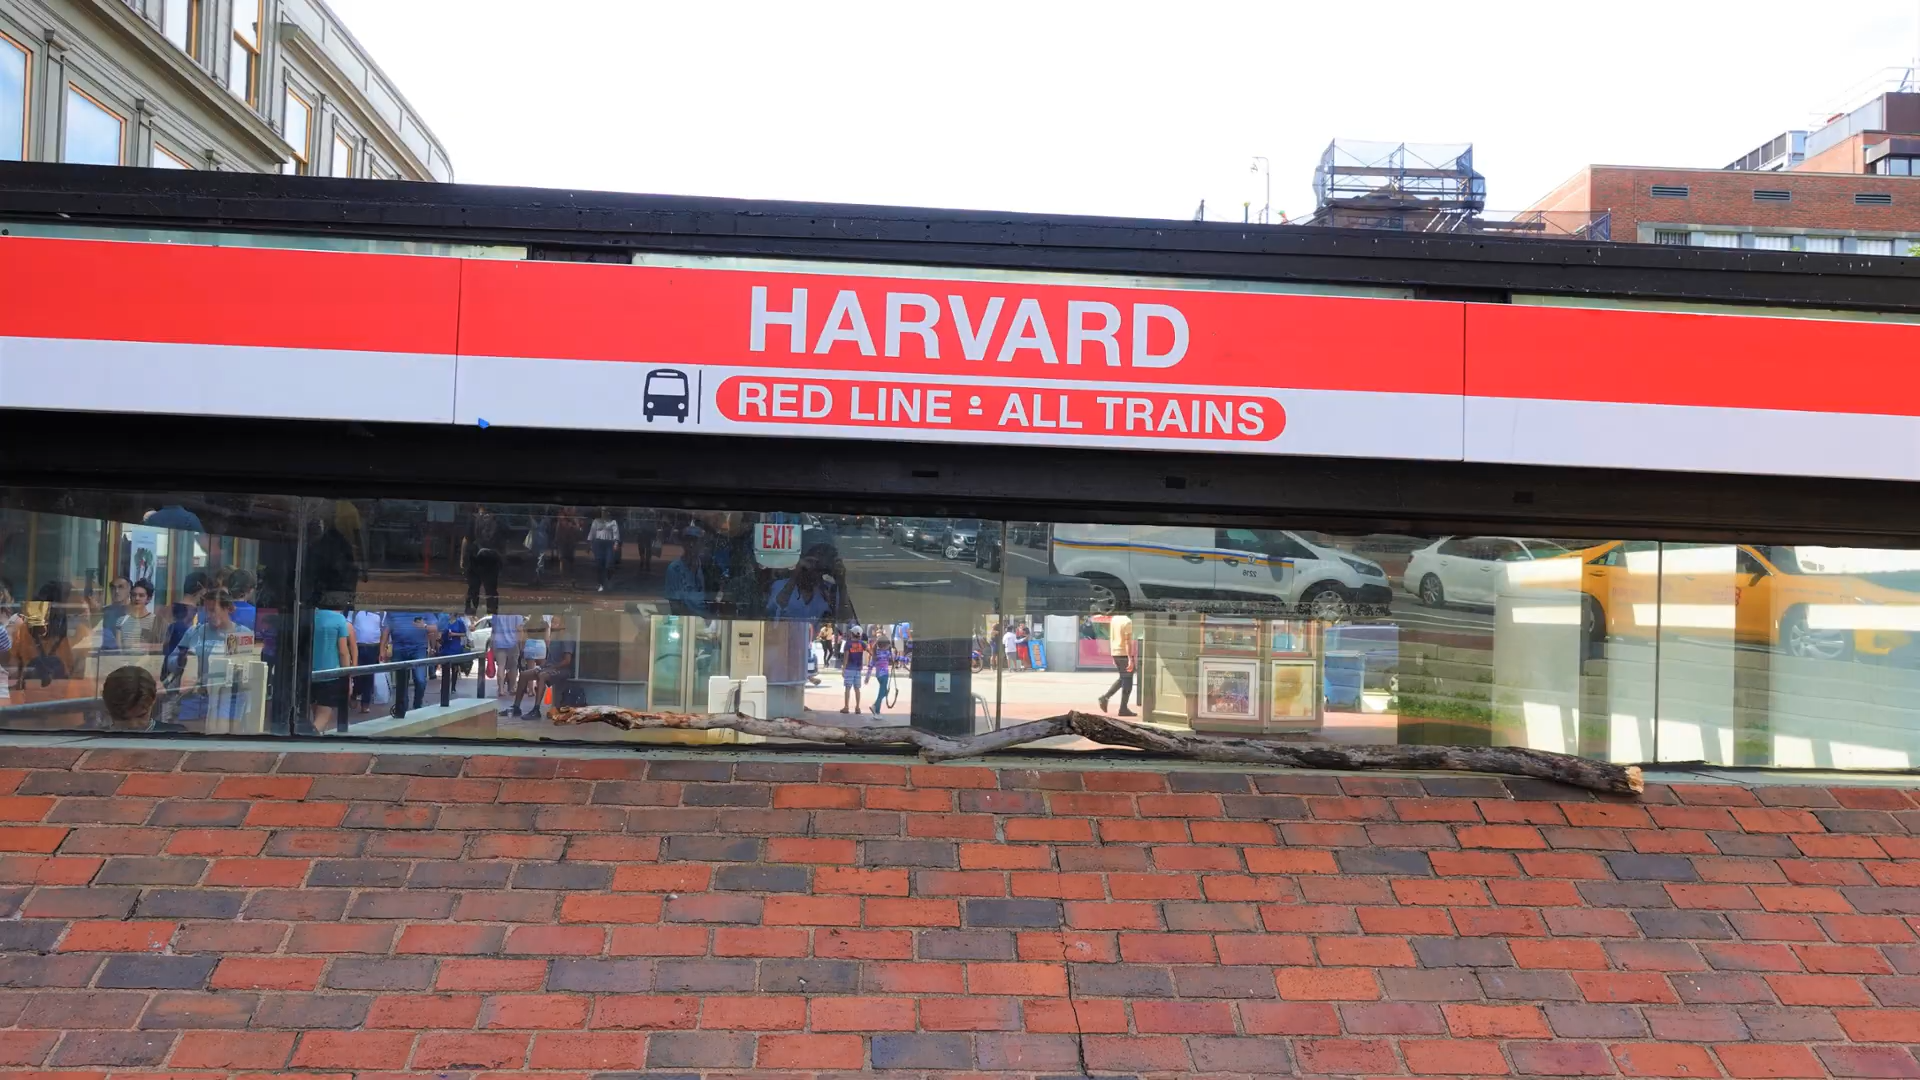 HARVARD
RED LINE : ALL TRAINS
EXIT